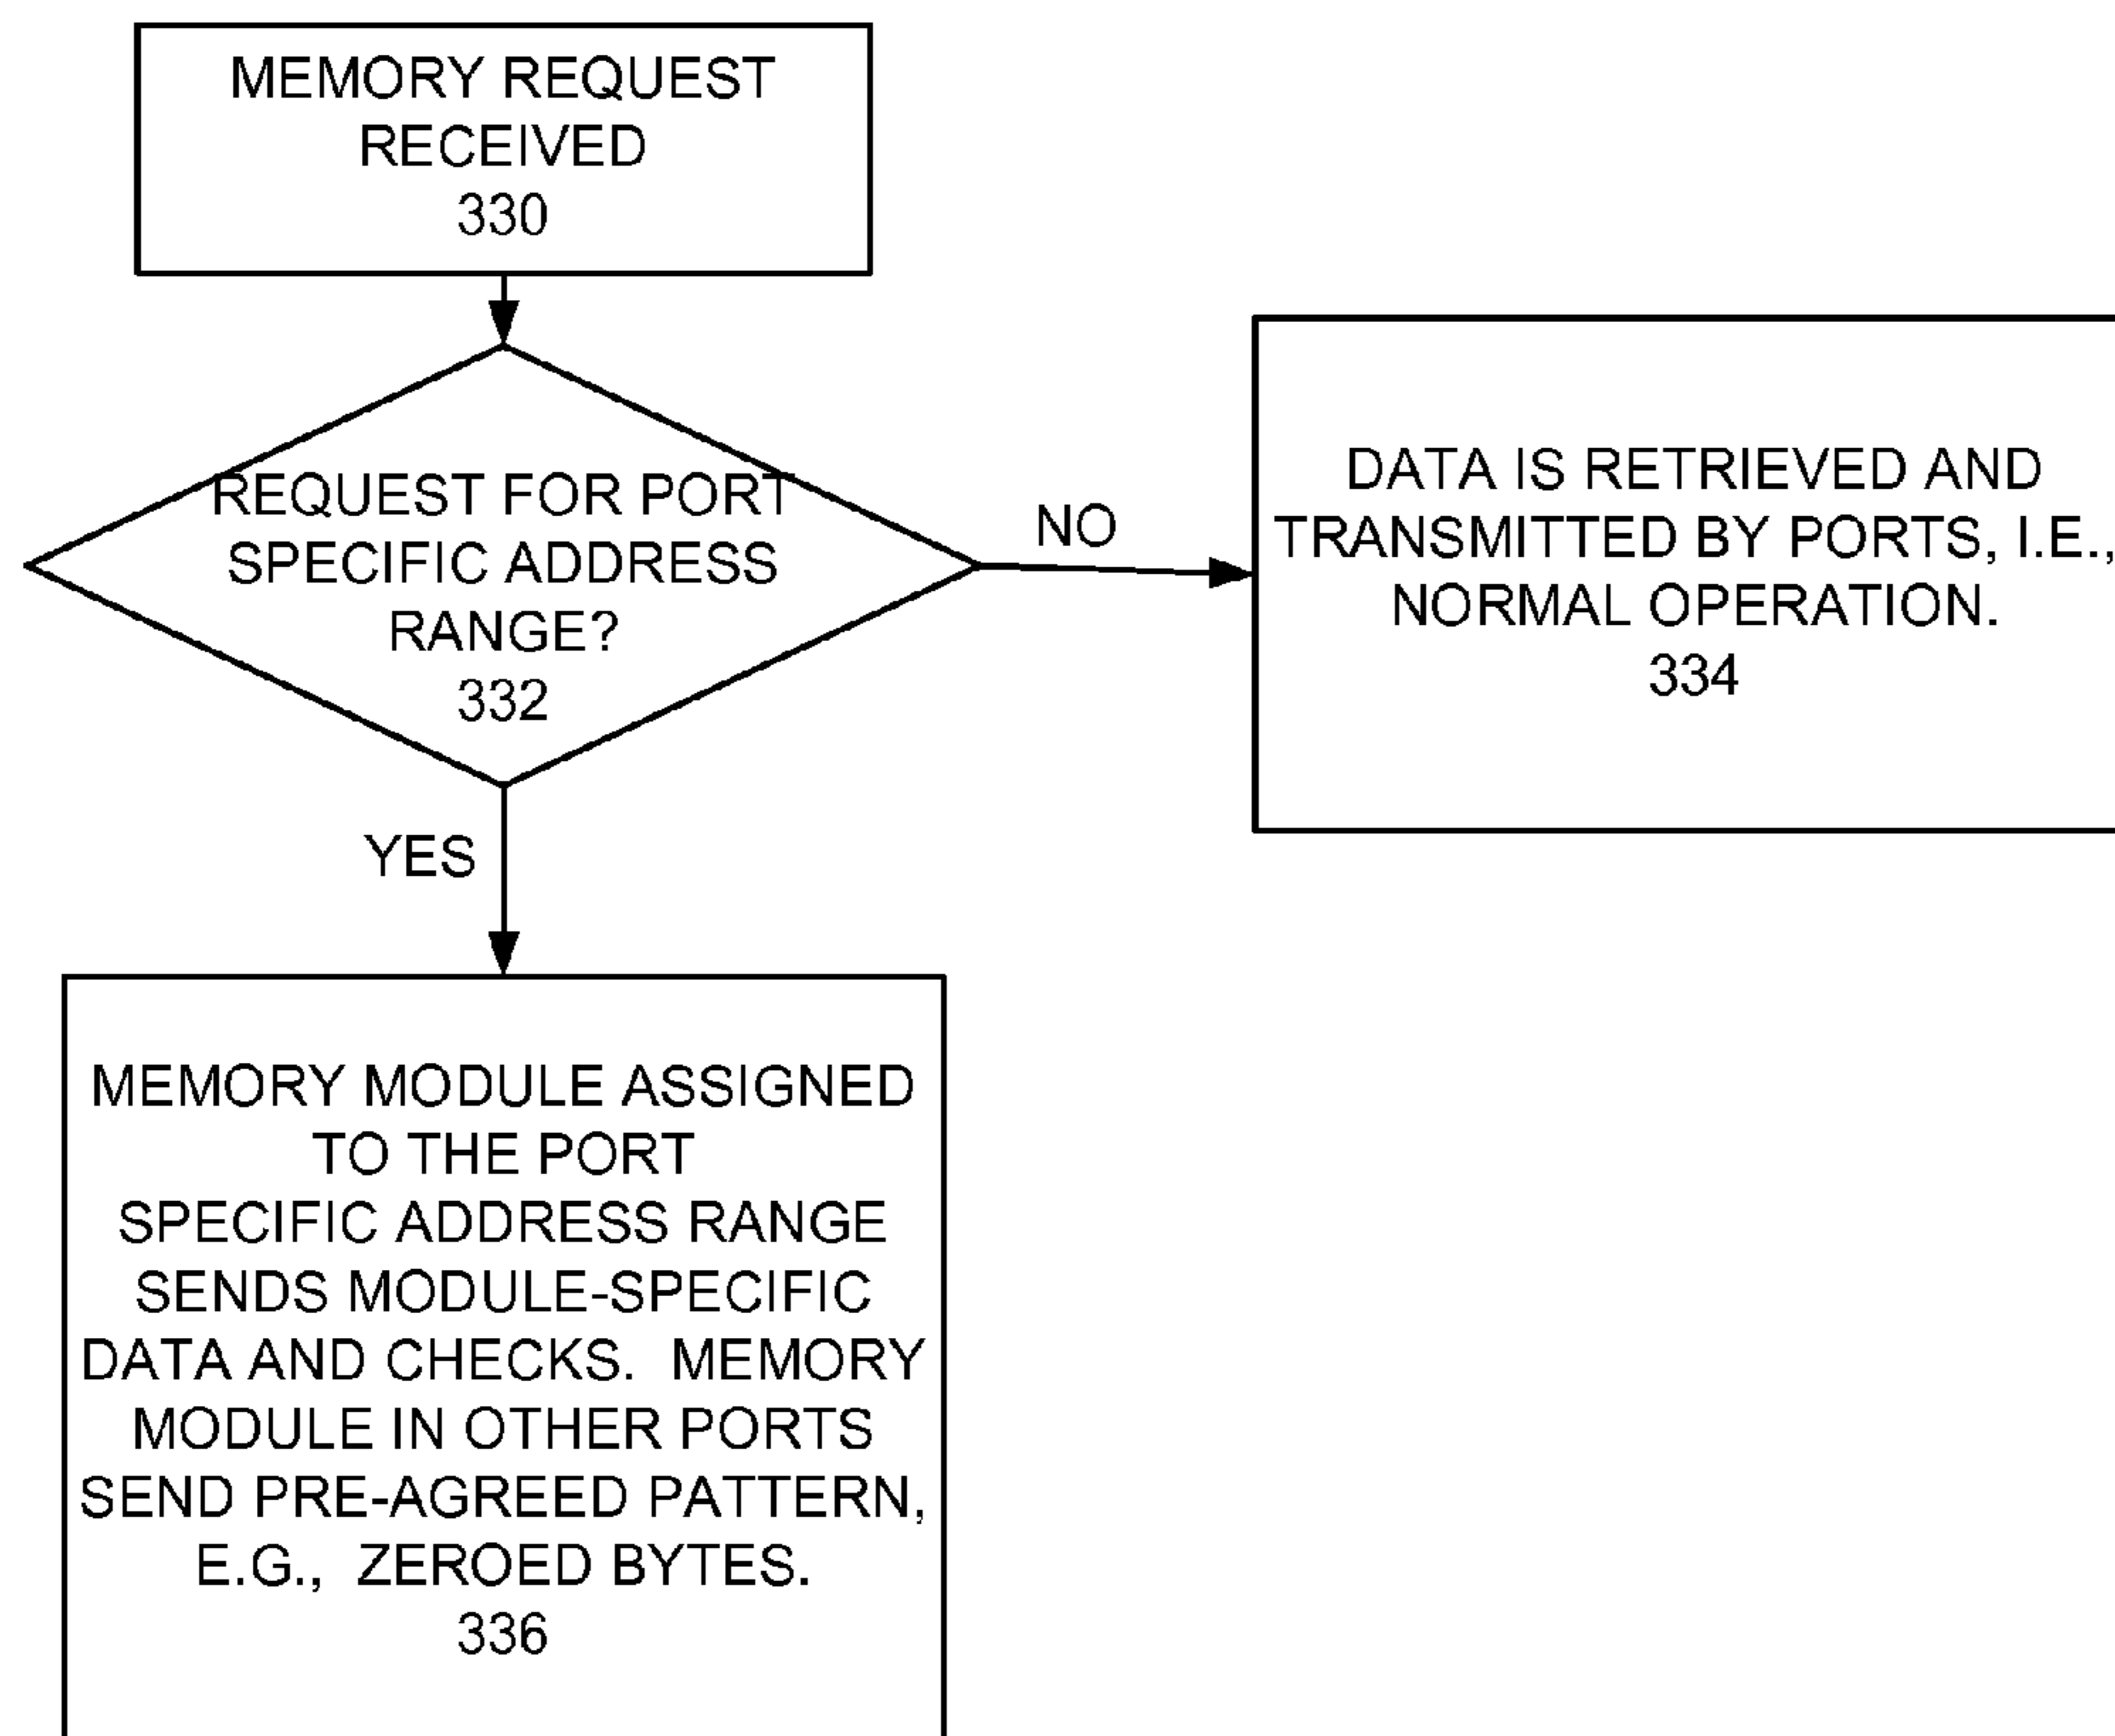 MEMORY REQUEST
RECEIVED
330
REQUEST FOR PORT
SPECIFIC ADDRESS
RANGE?
332
NO
DATA IS RETRIEVED AND
TRANSMITTED BY PORTS, I.E.,
NORMAL OPERATION.
334
YES
MEMORY MODULE ASSIGNED
TO THE PORT
SPECIFIC ADDRESS RANGE
SENDS MODULE-SPECIFIC
DATA AND CHECKS. MEMORY
MODULE IN OTHER PORTS
SEND PRE-AGREED PATTERN,
E.G., ZEROED BYTES.
336